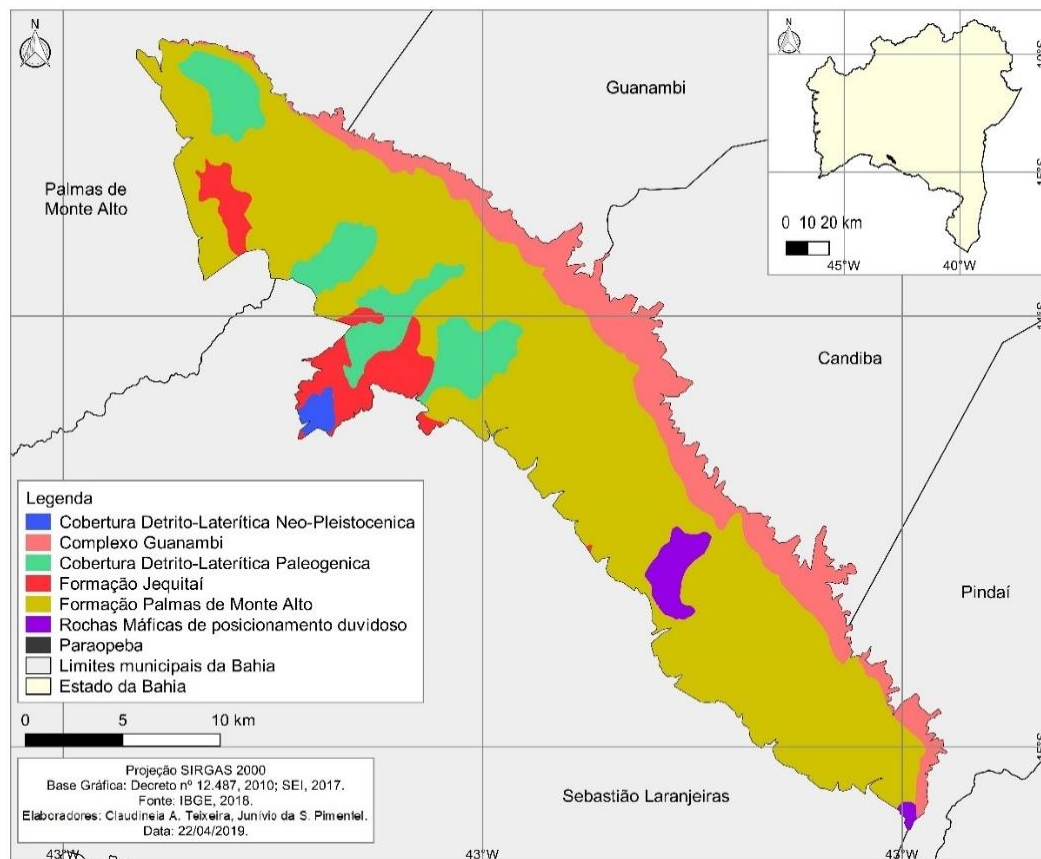 N
N
Guanambi
Palmas de
Monte Alto
15°S
0 10 20 km
45°W
40°W
Candiba
Pindaí
Sebastião Laranjeiras
Legenda
Cobertura Detrito-Laterítica Neo-Pleistocenica
Complexo Guanambi
Cobertura Detrito-Laterítica Paleogenica
Formação Jequitaí
Formação Palmas de Monte Alto
Rochas Máficas de posicionamento duvidoso
Paraopeba
Limites municipais da Bahia
Estado da Bahia
0 5 10 km
Projeção SIRGAS 2000
Base Gráfica: Decreto nº 12.487, 2010; SEI, 2017.
Fonte: IBGE, 2018.
Elaboradores: Claudineia A. Teixeira, Junívio da S. Pimentel.
Data: 22/04/2019.
43°W
43°W
43°W